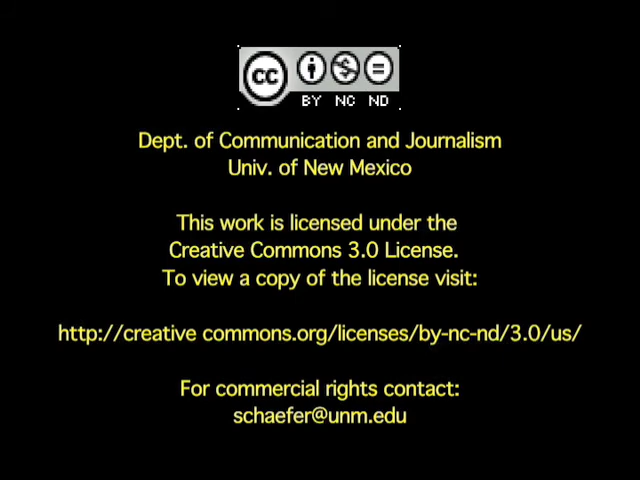 cc
BY NC ND
Dept. of Communication and Journalism
Univ. of New Mexico
This work is licensed under the
Creative Commons 3.0 License.
To view a copy of the license visit:
http://creative commons.org/licenses/by-nc-nd/3.0/us/
For commercial rights contact:
schaefer@unm.edu